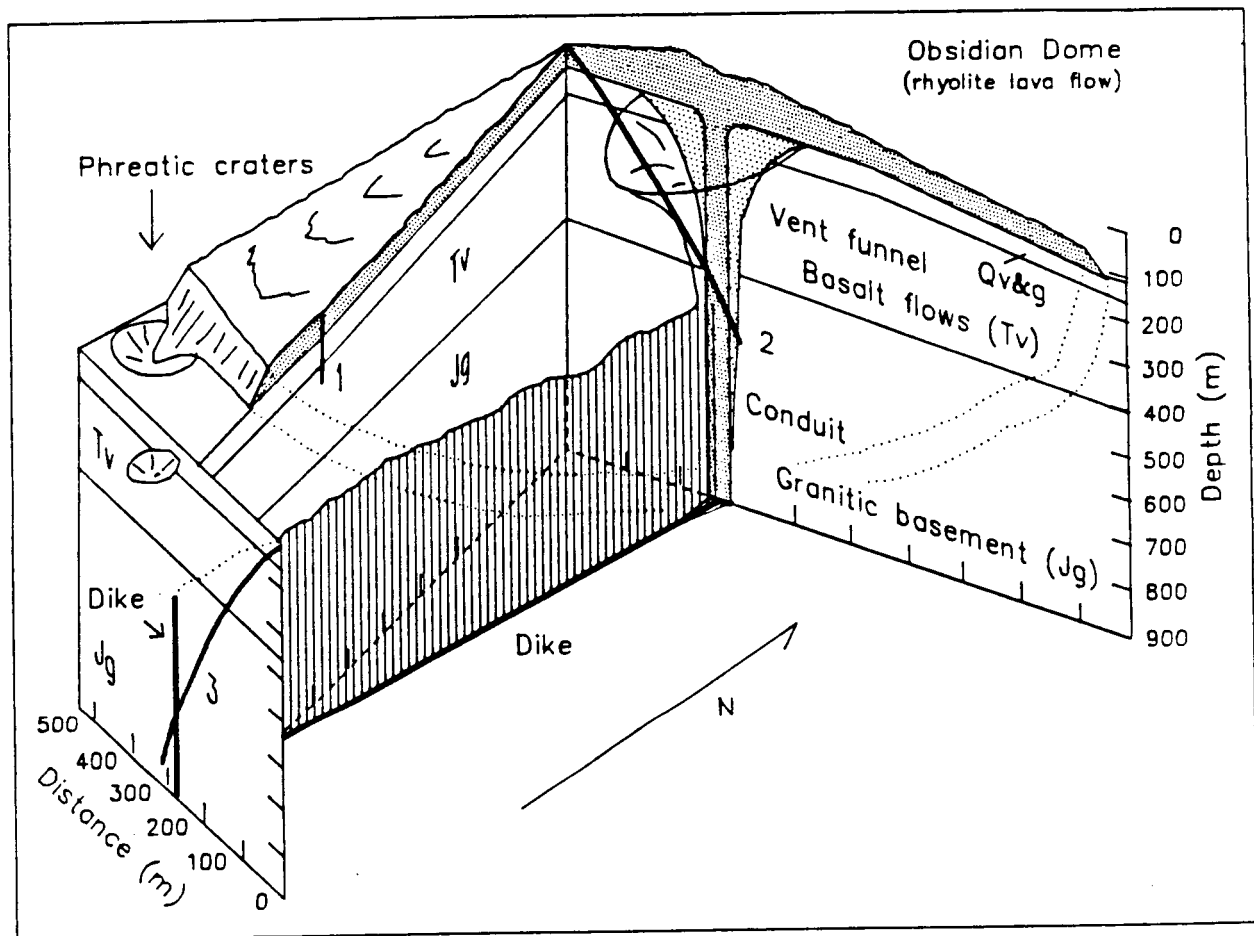 Obsidian Dome
(rhyolite lava flow)
Phreatic craters
Tv
Vent funnel
Qv&g
Basalt flows (Tv)
1
Jg
2
Conduit
Granitic basement (Jg)
0
100
200
300
400
500
600
700
800
900
Depth (m)
Tv
Dike
Jg
3
Dike
N
500
400
300
200
100
0
Distance (m)